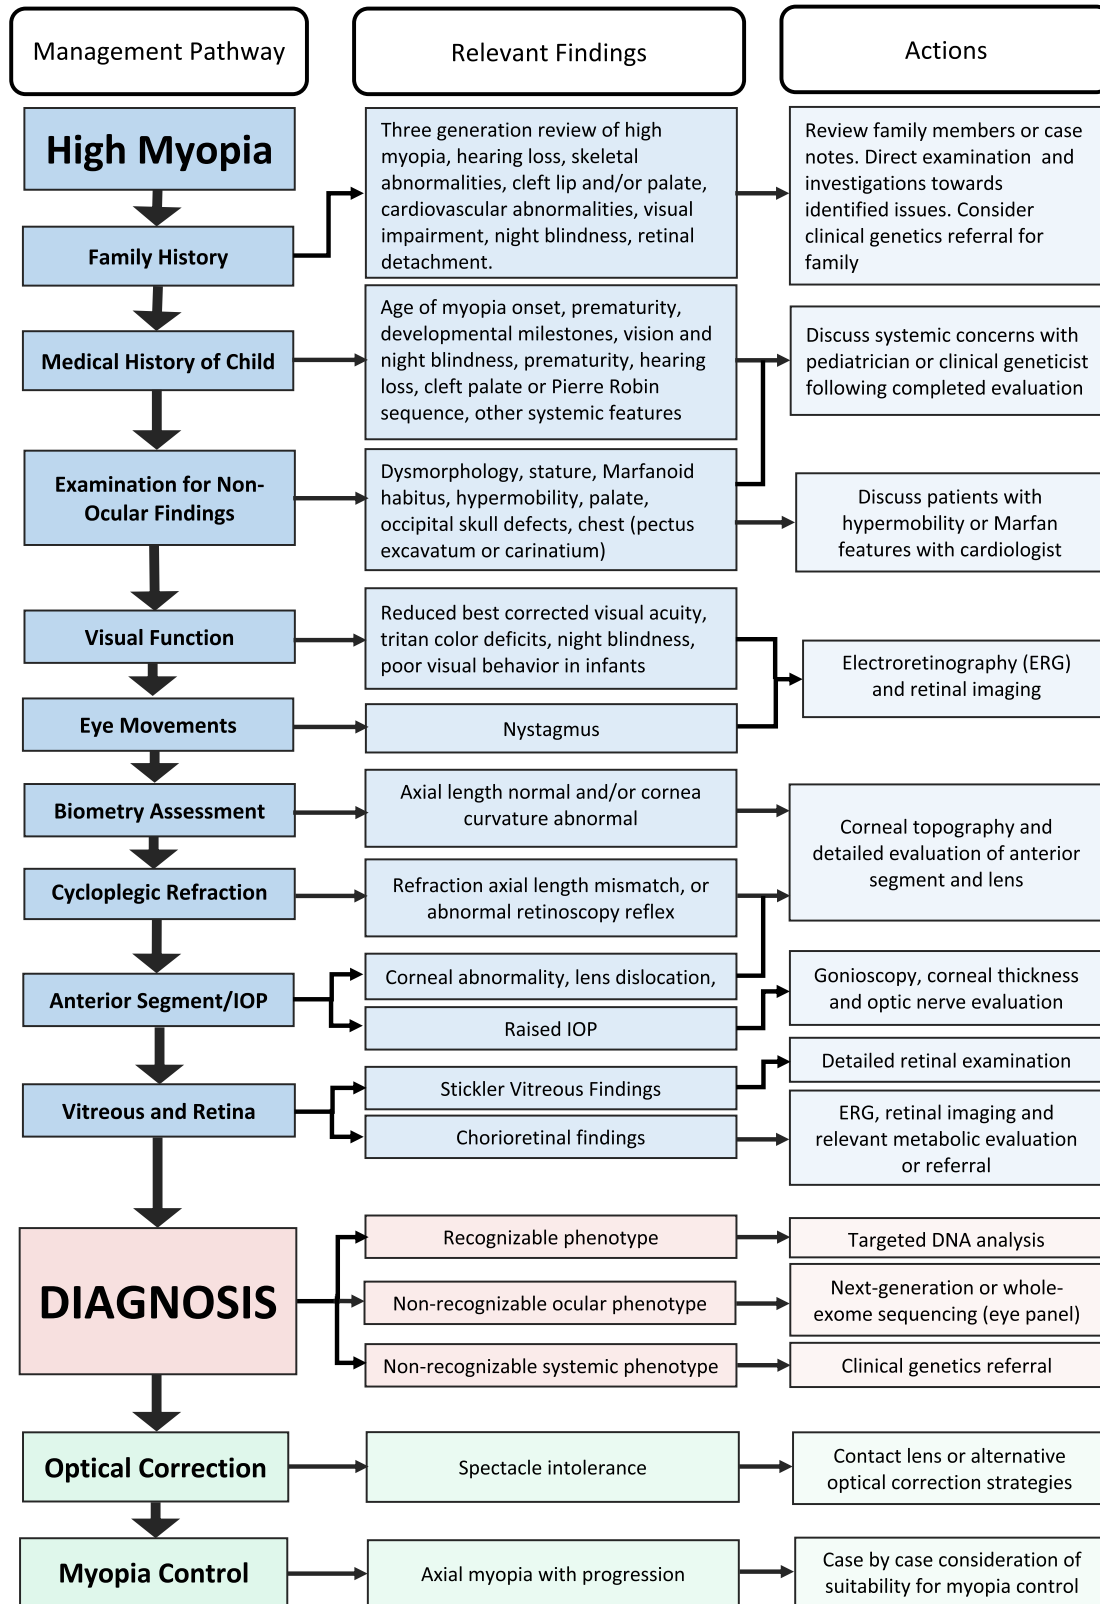 Management Pathway
Relevant Findings
Actions
High Myopia
Three generation review of high
myopia, hearing loss, skeletal
abnormalities, cleft lip and/or palate,
cardiovascular abnormalities, visual
impairment, night blindness, retinal
detachment.
Review family members or case
notes. Direct examination and
investigations towards
identified issues. Consider
clinical genetics referral for
family
Family History
Medical History of Child
Age of myopia onset, prematurity,
developmental milestones, vision and
night blindness, prematurity, hearing
loss, cleft palate or Pierre Robin
sequence, other systemic features
Discuss systemic concerns with
pediatrician or clinical geneticist
following completed evaluation
Examination for Non-
Ocular Findings
Dysmorphology, stature, Marfanoid
habitus, hypermobility, palate,
occipital skull defects, chest (pectus
excavatum or carinatium)
Discuss patients with
hypermobility or Marfan
features with cardiologist
Visual Function
Reduced best corrected visual acuity,
tritan color deficits, night blindness,
poor visual behavior in infants
Electroretinography (ERG)
and retinal imaging
Eye Movements
Nystagmus
Biometry Assessment
Axial length normal and/or cornea
curvature abnormal
Corneal topography and
detailed evaluation of anterior
segment and lens
Cycloplegic Refraction
Refraction axial length mismatch, or
abnormal retinoscopy reflex
Anterior Segment/IOP
Corneal abnormality, lens dislocation,
Raised IOP
Gonioscopy, corneal thickness
and optic nerve evaluation
Vitreous and Retina
Stickler Vitreous Findings
Detailed retinal examination
Chorioretinal findings
ERG, retinal imaging and
relevant metabolic evaluation
or referral
DIAGNOSIS
Recognizable phenotype
Targeted DNA analysis
Non-recognizable ocular phenotype
Next-generation or whole-
exome sequencing (eye panel)
Non-recognizable systemic phenotype
Clinical genetics referral
Optical Correction
Spectacle intolerance
Contact lens or alternative
optical correction strategies
Myopia Control
Axial myopia with progression
Case by case consideration of
suitability for myopia control